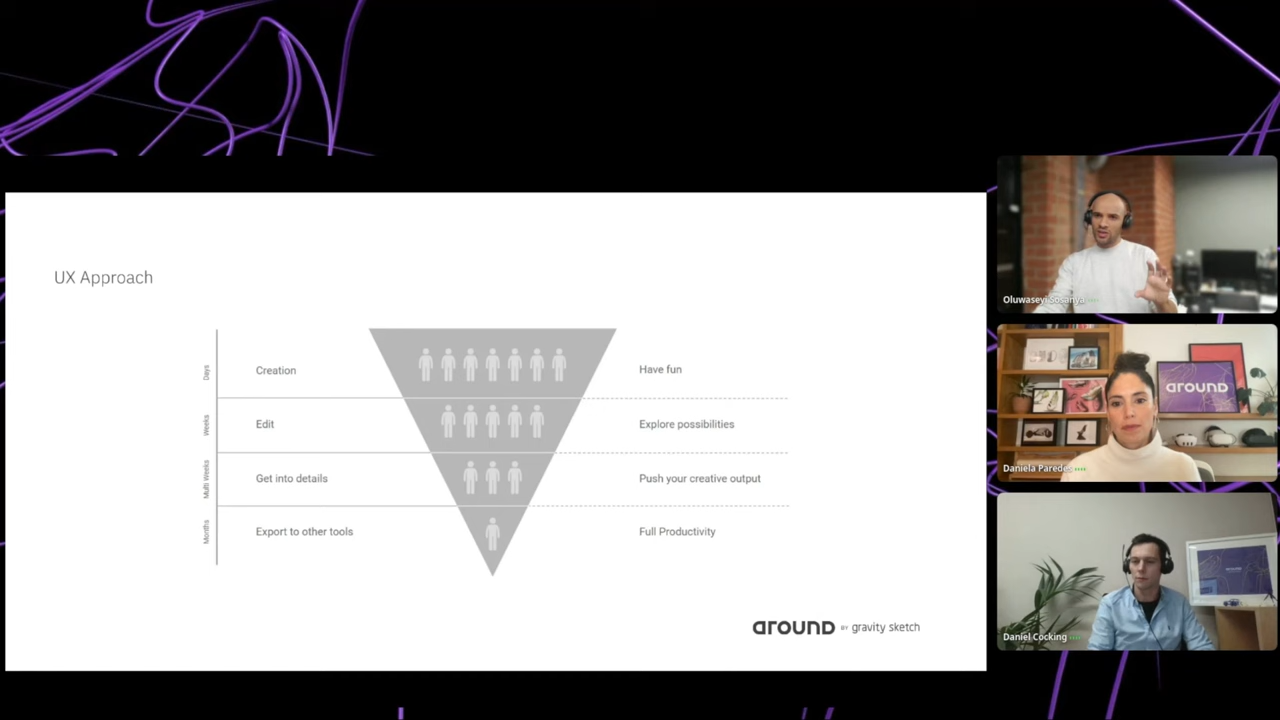 UX Approach
Days
Creation
Have fun
Weeks
Edit
Explore possibilities
Multi Weeks
Get into details
Push your creative output
Months
Export to other tools
Full Productivity
around BY gravity sketch
Oluwaseyi Sosanya
around
Daniela Paredes
Daniel Cocking